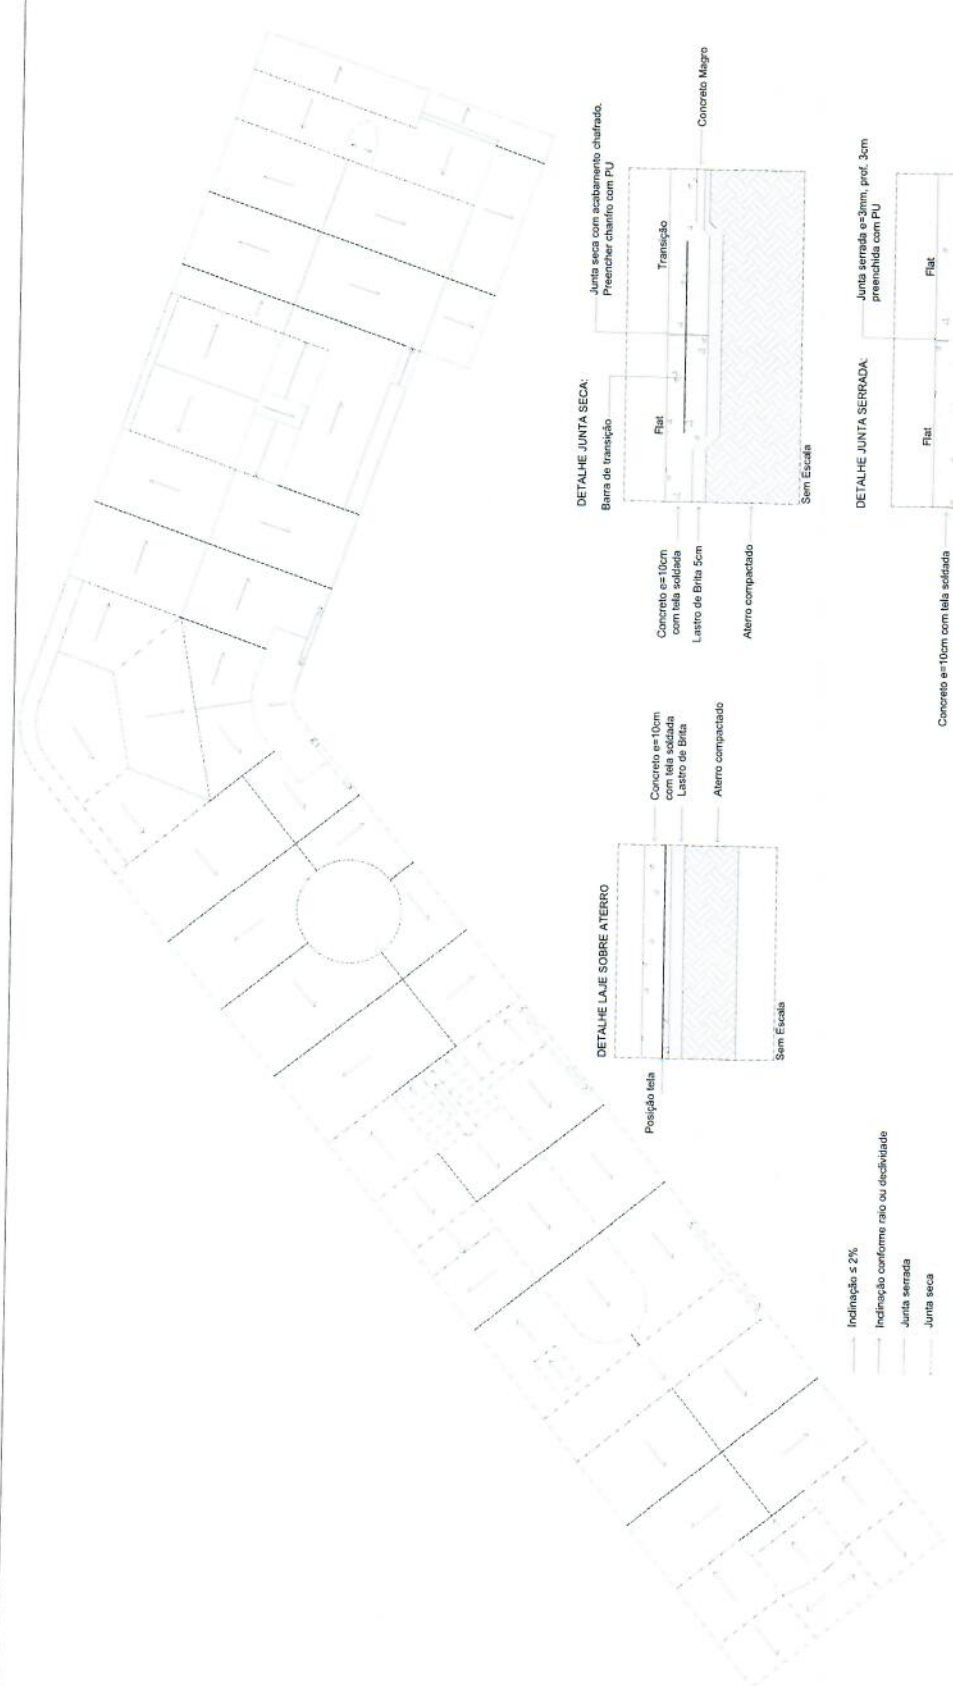 DETALHE JUNTA SECA:
Barra de transição
Junta seca com acabamento chafrado.
Preencher chanfro com PU
Flat
Transição
Concreto Magro
Concreto e=10cm
com tela soldada
Lastro de Brita 5cm
Aterro compactado
Sem Escala
DETALHE JUNTA SERRADA:
Junta serrada e=3mm, prof. 3cm
preenchida com PU
Flat
Flat
Concreto e=10cm com tela soldada
DETALHE LAJE SOBRE ATERRO
Posição tela
Concreto e=10cm
com tela soldada
Lastro de Brita
Aterro compactado
Sem Escala
Inclinação ≤ 2%
Inclinação conforme raio ou declividade
Junta serrada
Junta seca